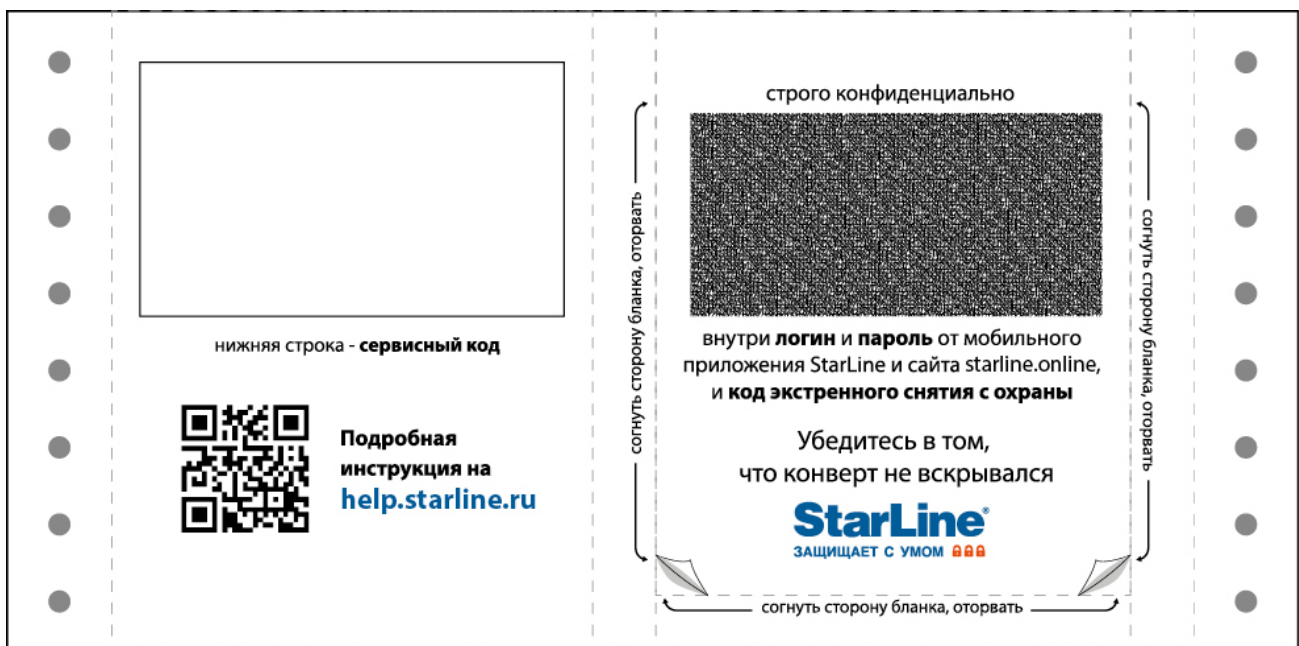 нижняя строка - сервисный код
Подробная
инструкция на
help.starline.ru
согнуть сторону бланка, оторвать
строго конфиденциально
внутри логин и пароль от мобильного
приложения StarLine и сайта starline.online,
и код экстренного снятия с охраны
Убедитесь в том,
что конверт не вскрывался
StarLine®
ЗАЩИЩАЕТ С УМОМ
согнуть сторону бланка, оторвать
согнуть сторону бланка, оторвать